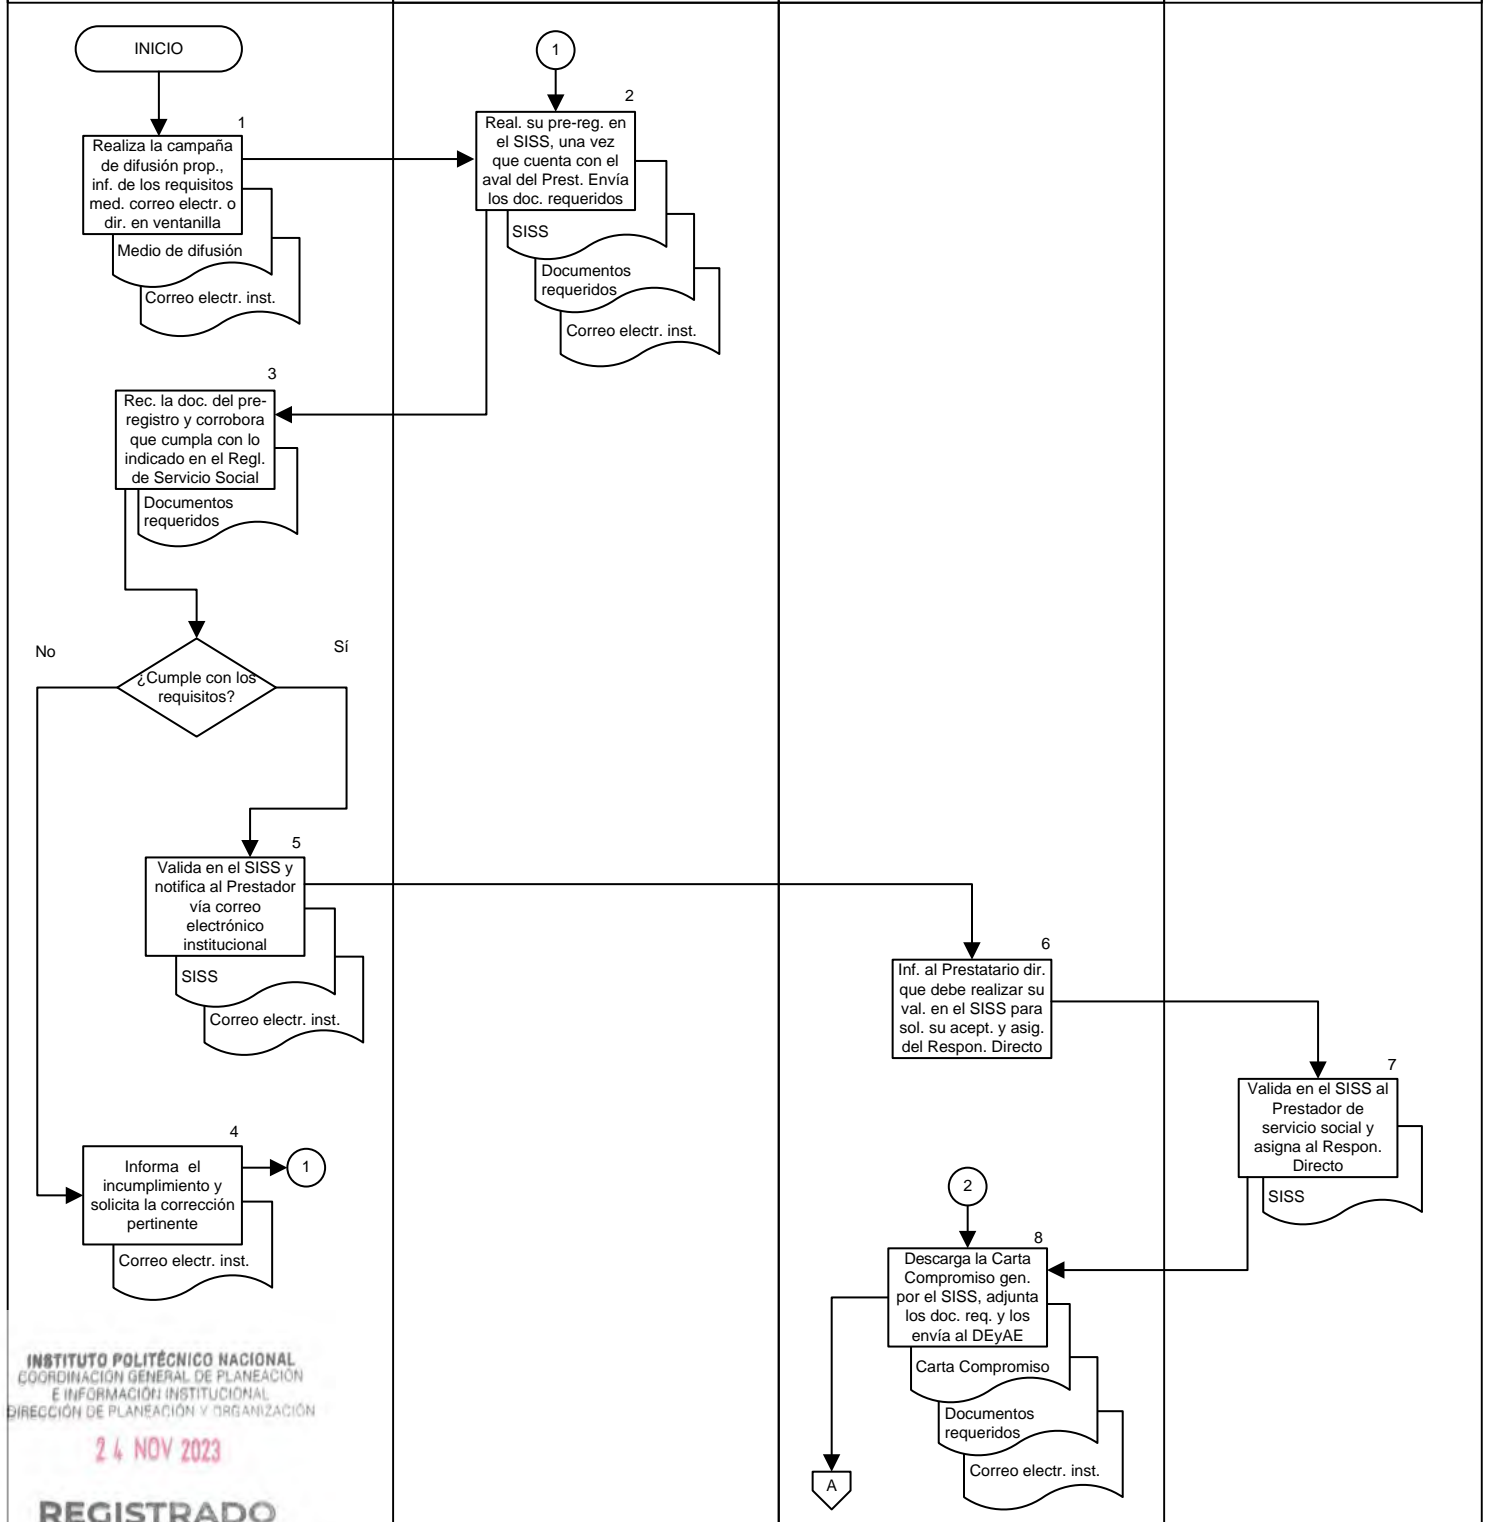 INICIO
1
Realiza la campaña
de difusión prop.,
inf. de los requisitos
med. correo electr. o
dir. en ventanilla
Medio de difusión
Correo electr. inst.
1
2
Real. su pre-reg. en
el SISS, una vez
que cuenta con el
aval del Prest. Envía
los doc. requeridos
SISS
Documentos
requeridos
Correo electr. inst.
3
Rec. la doc. del pre-
registro y corrobora
que cumpla con lo
indicado en el Regl.
de Servicio Social
Documentos
requeridos
No
Sí
¿Cumple con los
requisitos?
5
Valida en el SISS y
notifica al Prestador
vía correo
electrónico
institucional
SISS
Correo electr. inst.
6
Inf. al Prestatario dir.
que debe realizar su
val. en el SISS para
sol. su acept. y asig.
del Respon. Directo
7
Valida en el SISS al
Prestador de
servicio social y
asigna al Respon.
Directo
SISS
4
Informa el
incumplimiento y
solicita la corrección
pertinente
Correo electr. inst.
1
2
8
Descarga la Carta
Compromiso gen.
por el SISS, adjunta
los doc. req. y los
envía al DEyAE
Carta Compromiso
Documentos
requeridos
Correo electr. inst.
A
INSTITUTO POLITÉCNICO NACIONAL
COORDINACIÓN GENERAL DE PLANEACIÓN
E INFORMACIÓN INSTITUCIONAL
DIRECCIÓN DE PLANEACIÓN Y ORGANIZACIÓN
24 NOV 2023
REGISTRADO